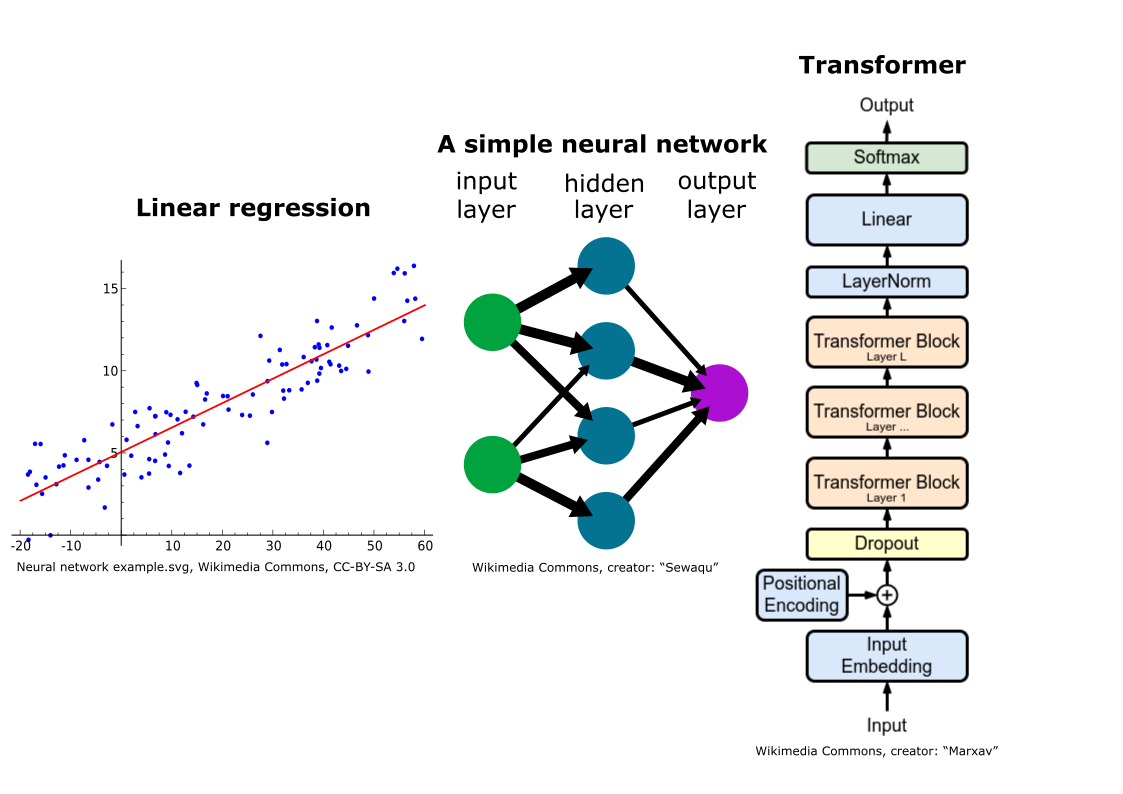 Linear regression
15
10
5
-20
-10
10
20
30
40
50
60
Neural network example.svg, Wikimedia Commons, CC-BY-SA 3.0
A simple neural network
input
layer
hidden
layer
output
layer
Wikimedia Commons, creator: “Sewaqu”
Transformer
Output
Softmax
Linear
LayerNorm
Transformer Block
Layer L
Transformer Block
Layer ...
Transformer Block
Layer 1
Dropout
Positional
Encoding
+
Input
Embedding
Input
Wikimedia Commons, creator: “Marxav”